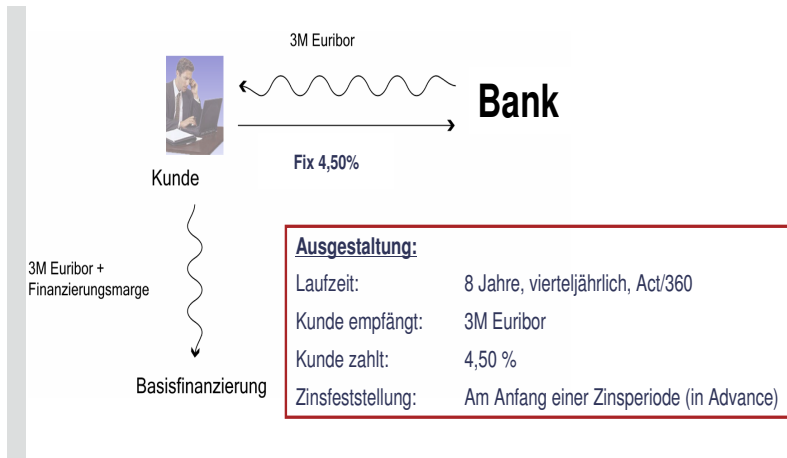 3M Euribor
Bank
Fix 4,50%
Kunde
3M Euribor +
Finanzierungsmarge
Basisfinanzierung
Ausgestaltung:
Laufzeit: 8 Jahre, vierteljährlich, Act/360
Kunde empfängt: 3M Euribor
Kunde zahlt: 4,50 %
Zinsfeststellung: Am Anfang einer Zinsperiode (in Advance)